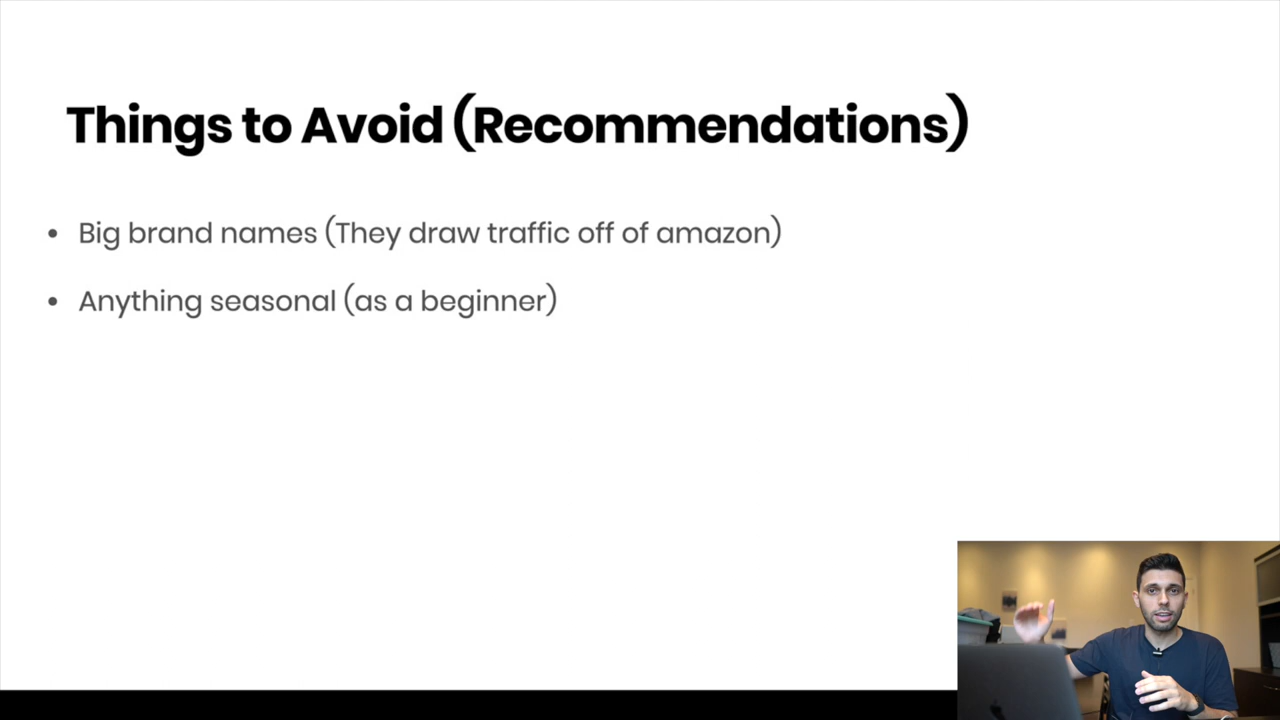 Things to Avoid (Recommendations)
• Big brand names (They draw traffic off of amazon)
• Anything seasonal (as a beginner)